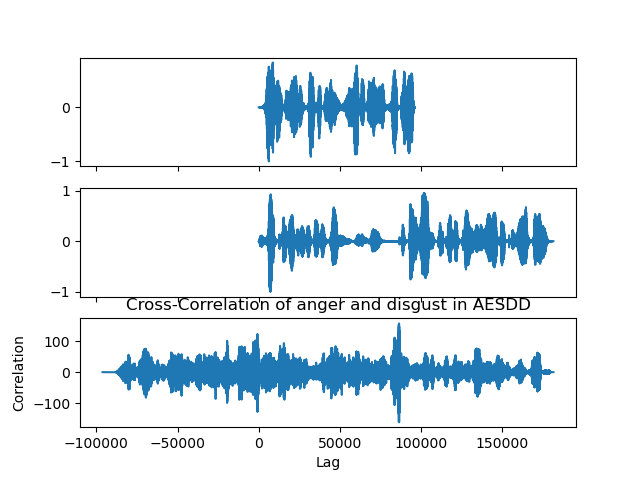 0
−1
1
0
−1
Cross-Correlation of anger and disgust in AESDD
100
0
−100
Correlation
−100000 −50000 0 50000 100000 150000
Lag